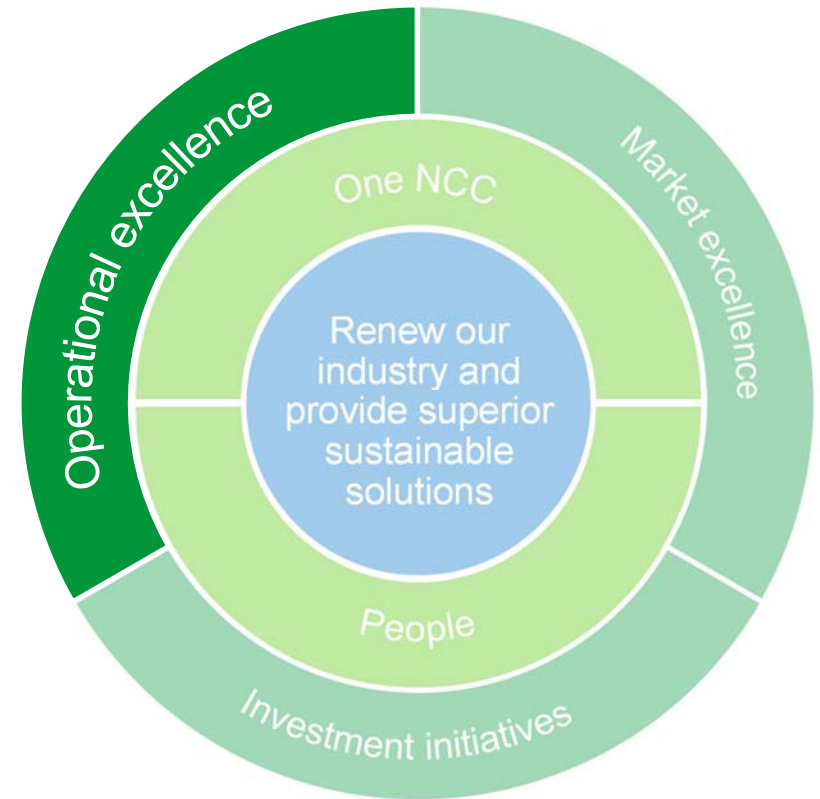 Operational excellence
Market excellence
One NCC
Renew our
industry and
provide superior
sustainable
solutions
People
Investment initiatives